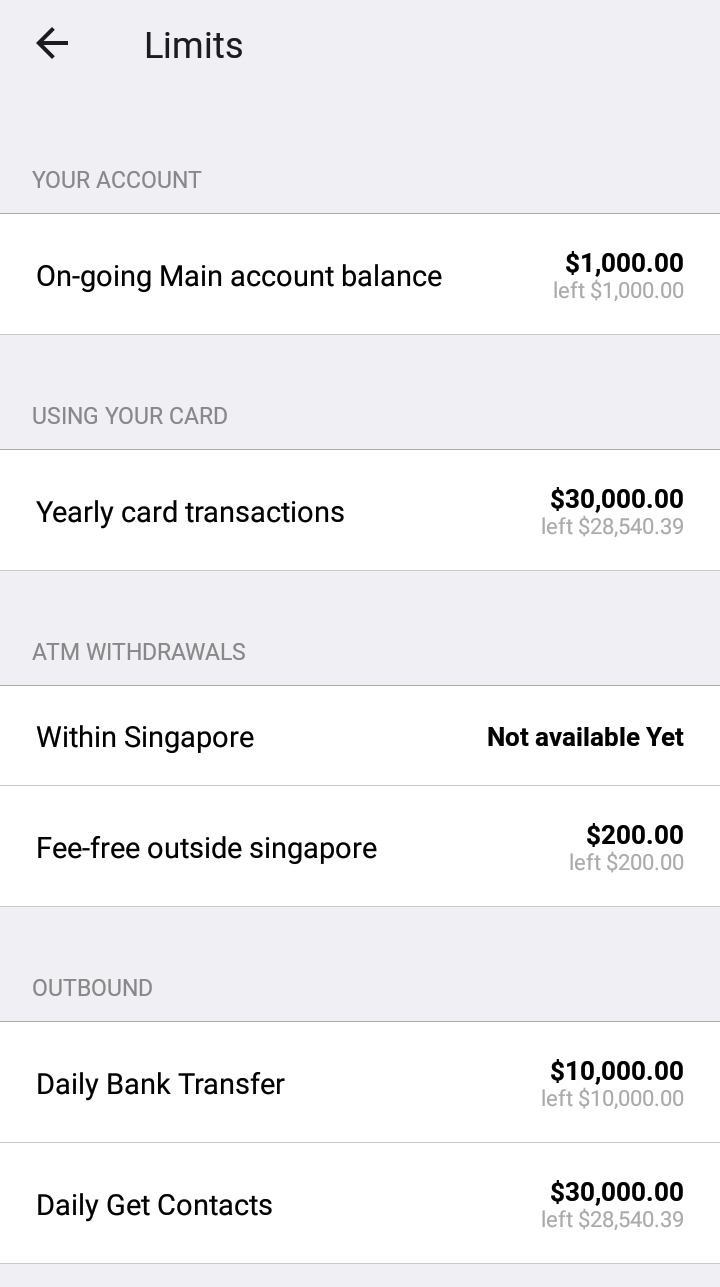 Limits
YOUR ACCOUNT
On-going Main account balance
$1,000.00
left $1,000.00
USING YOUR CARD
Yearly card transactions
$30,000.00
left $28,540.39
ATM WITHDRAWALS
Within Singapore
Not available Yet
Fee-free outside singapore
$200.00
left $200.00
OUTBOUND
Daily Bank Transfer
$10,000.00
left $10,000.00
Daily Get Contacts
$30,000.00
left $28,540.39